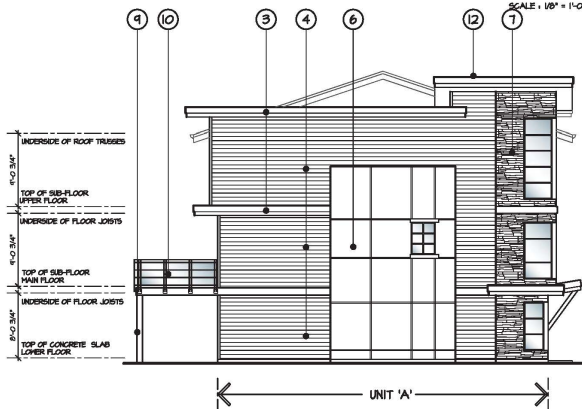 SCALE : 1/8" = 1'-0
9
10
3
4
6
12
7
UNDERSIDE OF ROOF TRUSSES
9'-0 3/4"
TOP OF SUB-FLOOR
UPPER FLOOR
UNDERSIDE OF FLOOR JOISTS
9'-0 3/4"
TOP OF SUB-FLOOR
MAIN FLOOR
UNDERSIDE OF FLOOR JOISTS
8'-0 3/4"
TOP OF CONCRETE SLAB
LOWER FLOOR
UNIT 'A'